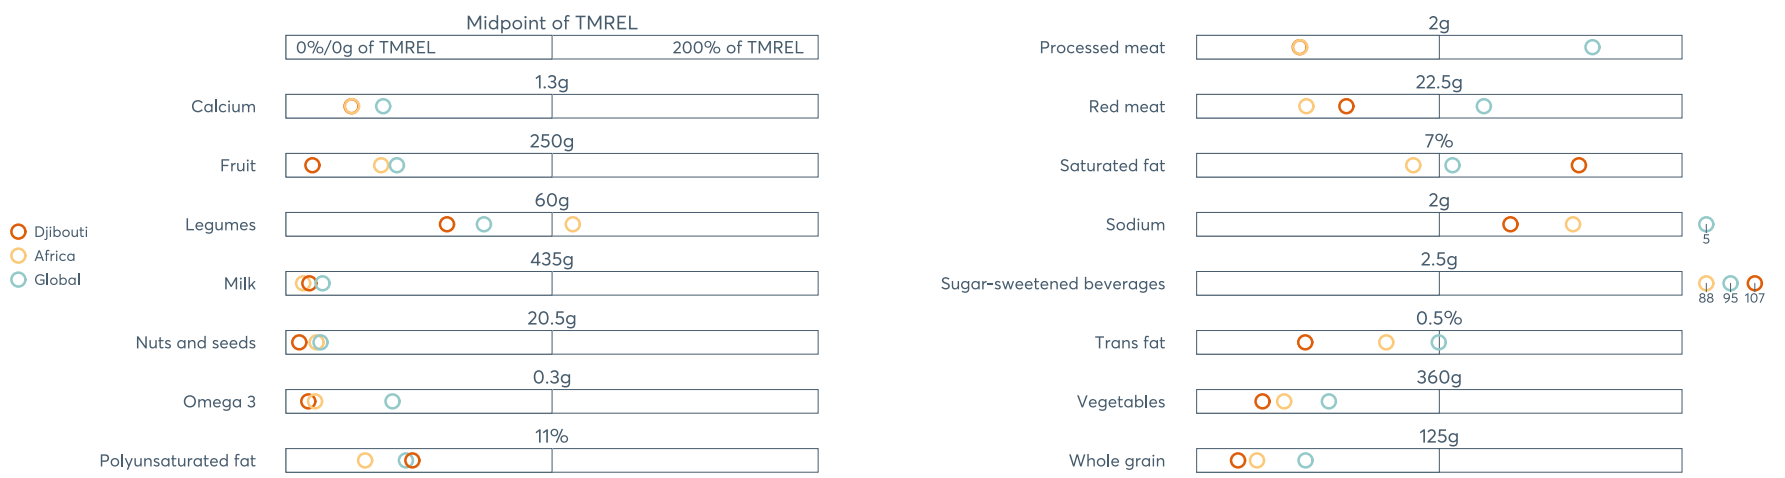 Midpoint of TMREL
0%/0g of TMREL 200% of TMREL
1.3g
Calcium
250g
Fruit
60g
Legumes
435g
Milk
20.5g
Nuts and seeds
0.3g
Omega 3
11%
Polyunsaturated fat
Djibouti
Africa
Global
2g
Processed meat
22.5g
Red meat
7%
Saturated fat
2g
Sodium
5
2.5g
Sugar-sweetened beverages
88 95 107
0.5%
Trans fat
360g
Vegetables
125g
Whole grain